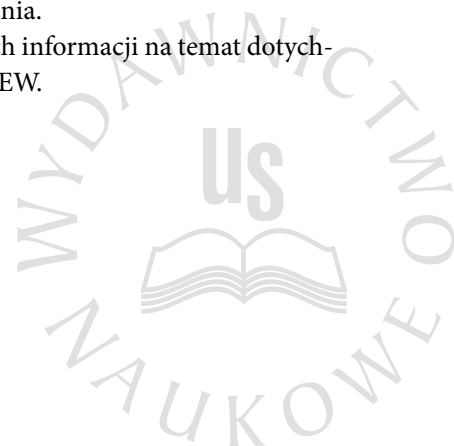 nia.
h informacji na temat dotych-
EW.
WYDAWNICTWO
US
NAUKOWE